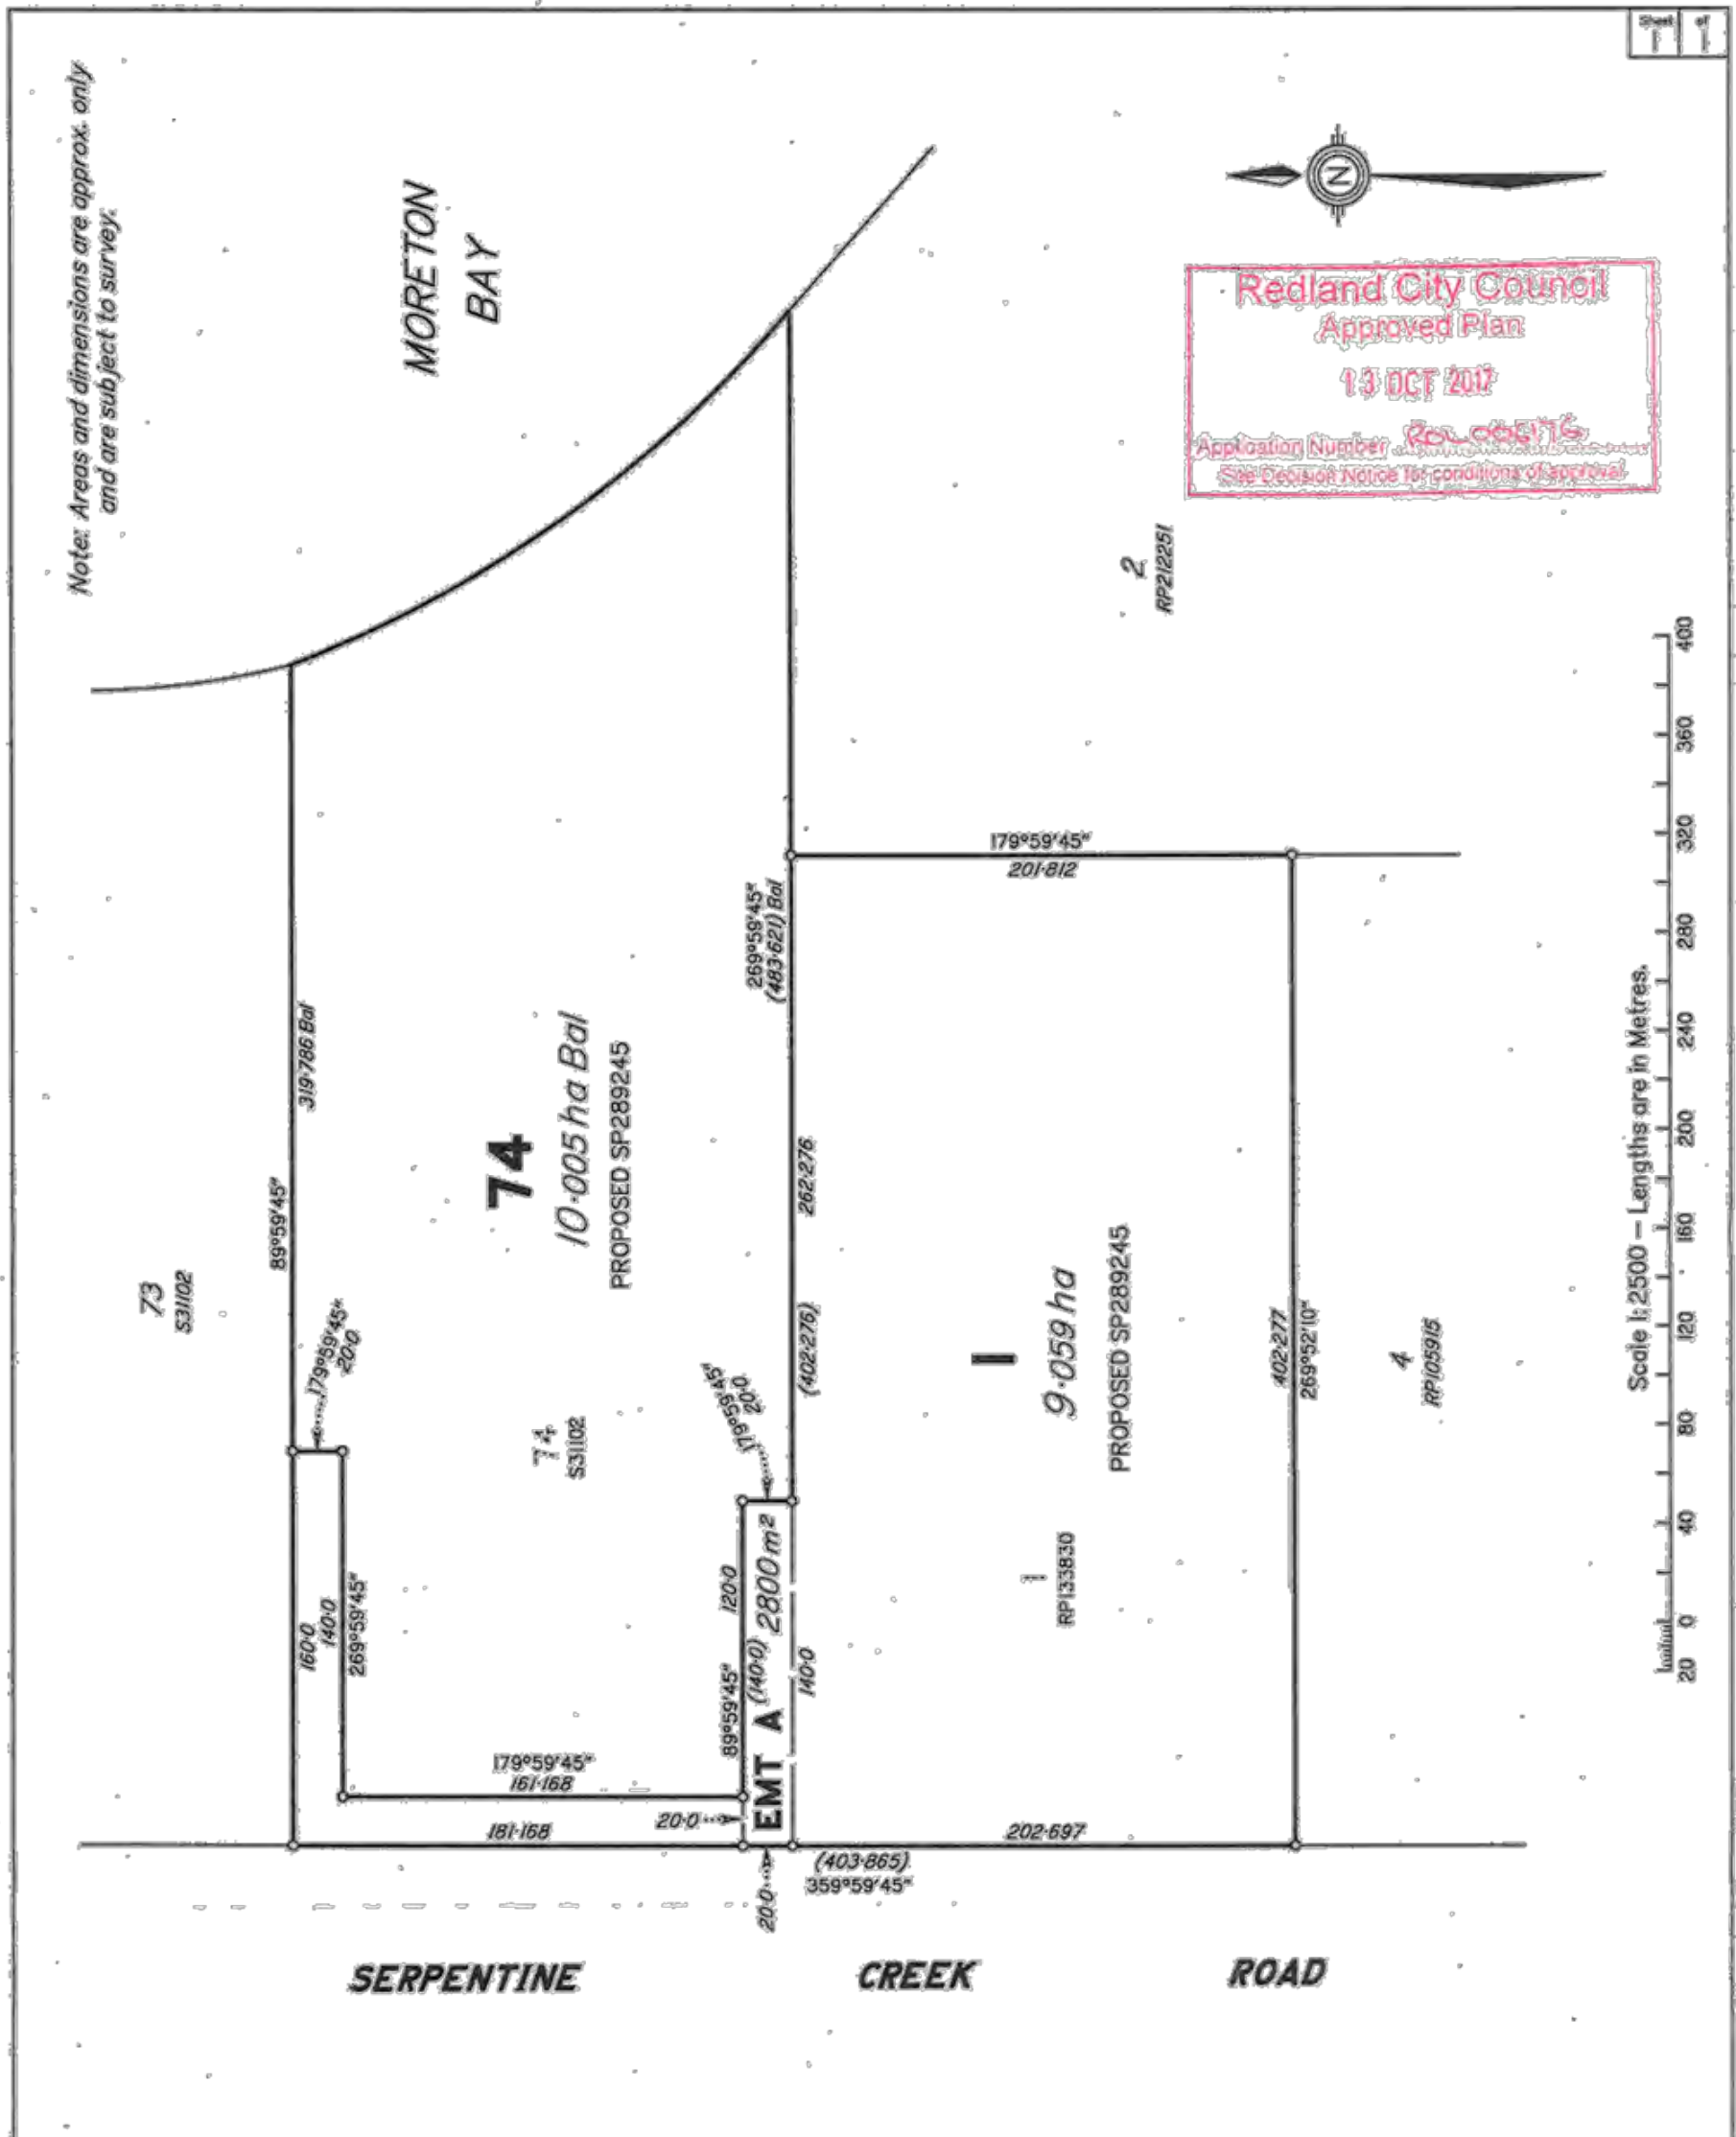 Sheet of
1 1
Note: Areas and dimensions are approx. only
and are subject to survey.
MORETON
BAY
N
Redland City Council
Approved Plan
13 OCT 2017
Application Number ROL006176
See Decision Notice for conditions of approval
2
RP212251
73
S31102
89°59'45"
319·786 Bal
179°59'45"
20·0
160·0
140·0
269°59'45"
74
10·005 ha Bal
PROPOSED SP289245
74
S31102
179°59'45"
161·168
181·168
20·0
89°59'45"
120·0
179°59'45"
20·0
EMT A (140·0) 2800m²
140·0
20·0
269°59'45"
(483·621) Bal
262·276
(402·276)
179°59'45"
201·812
1
9·059 ha
PROPOSED SP289245
1
RP133830
202·697
(403·865)
359°59'45"
402·277
269°52'10"
4
RP105915
SERPENTINE CREEK ROAD
Scale 1:2500 – Lengths are in Metres.
20 0 40 80 120 160 200 240 280 320 360 400